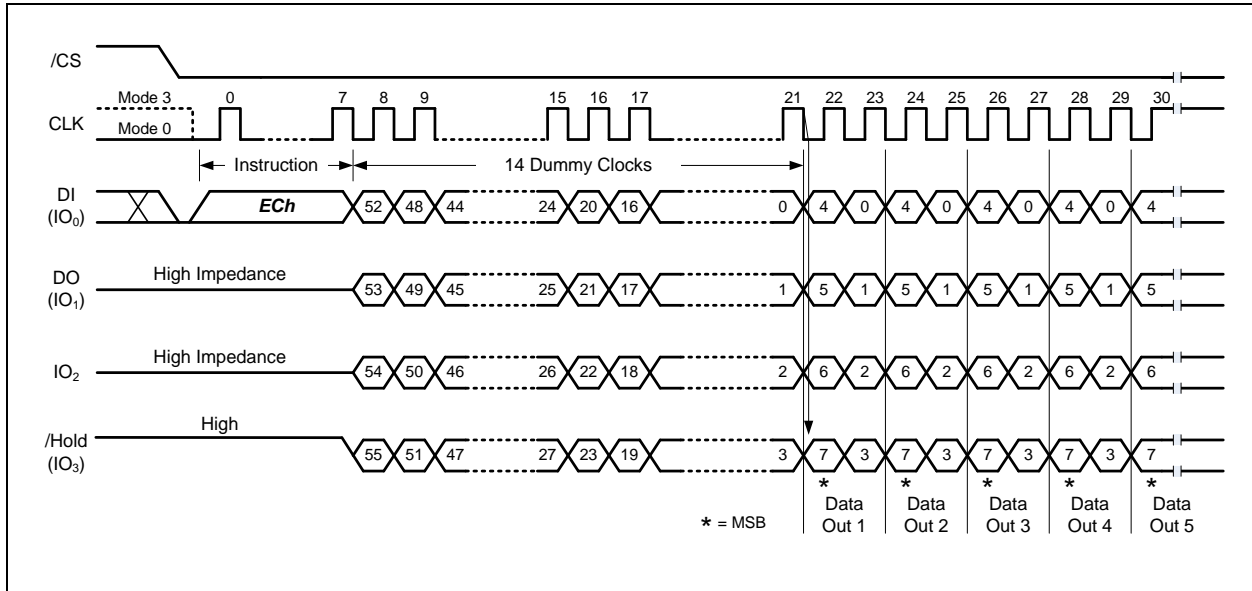 /CS
Mode 3 0 7 8 9 15 16 17 21 22 23 24 25 26 27 28 29 30
CLK
Mode 0
Instruction 14 Dummy Clocks
DI
(IO0)
ECh 52 48 44 24 20 16 0 4 0 4 0 4 0 4 0 4
DO
(IO1)
High Impedance 53 49 45 25 21 17 1 5 1 5 1 5 1 5 1 5
IO2
High Impedance 54 50 46 26 22 18 2 6 2 6 2 6 2 6 2 6
/Hold
(IO3)
High 55 51 47 27 23 19 3 7 3 7 3 7 3 7 3 7
* * * * *
* = MSB
Data Out 1
Data Out 2
Data Out 3
Data Out 4
Data Out 5